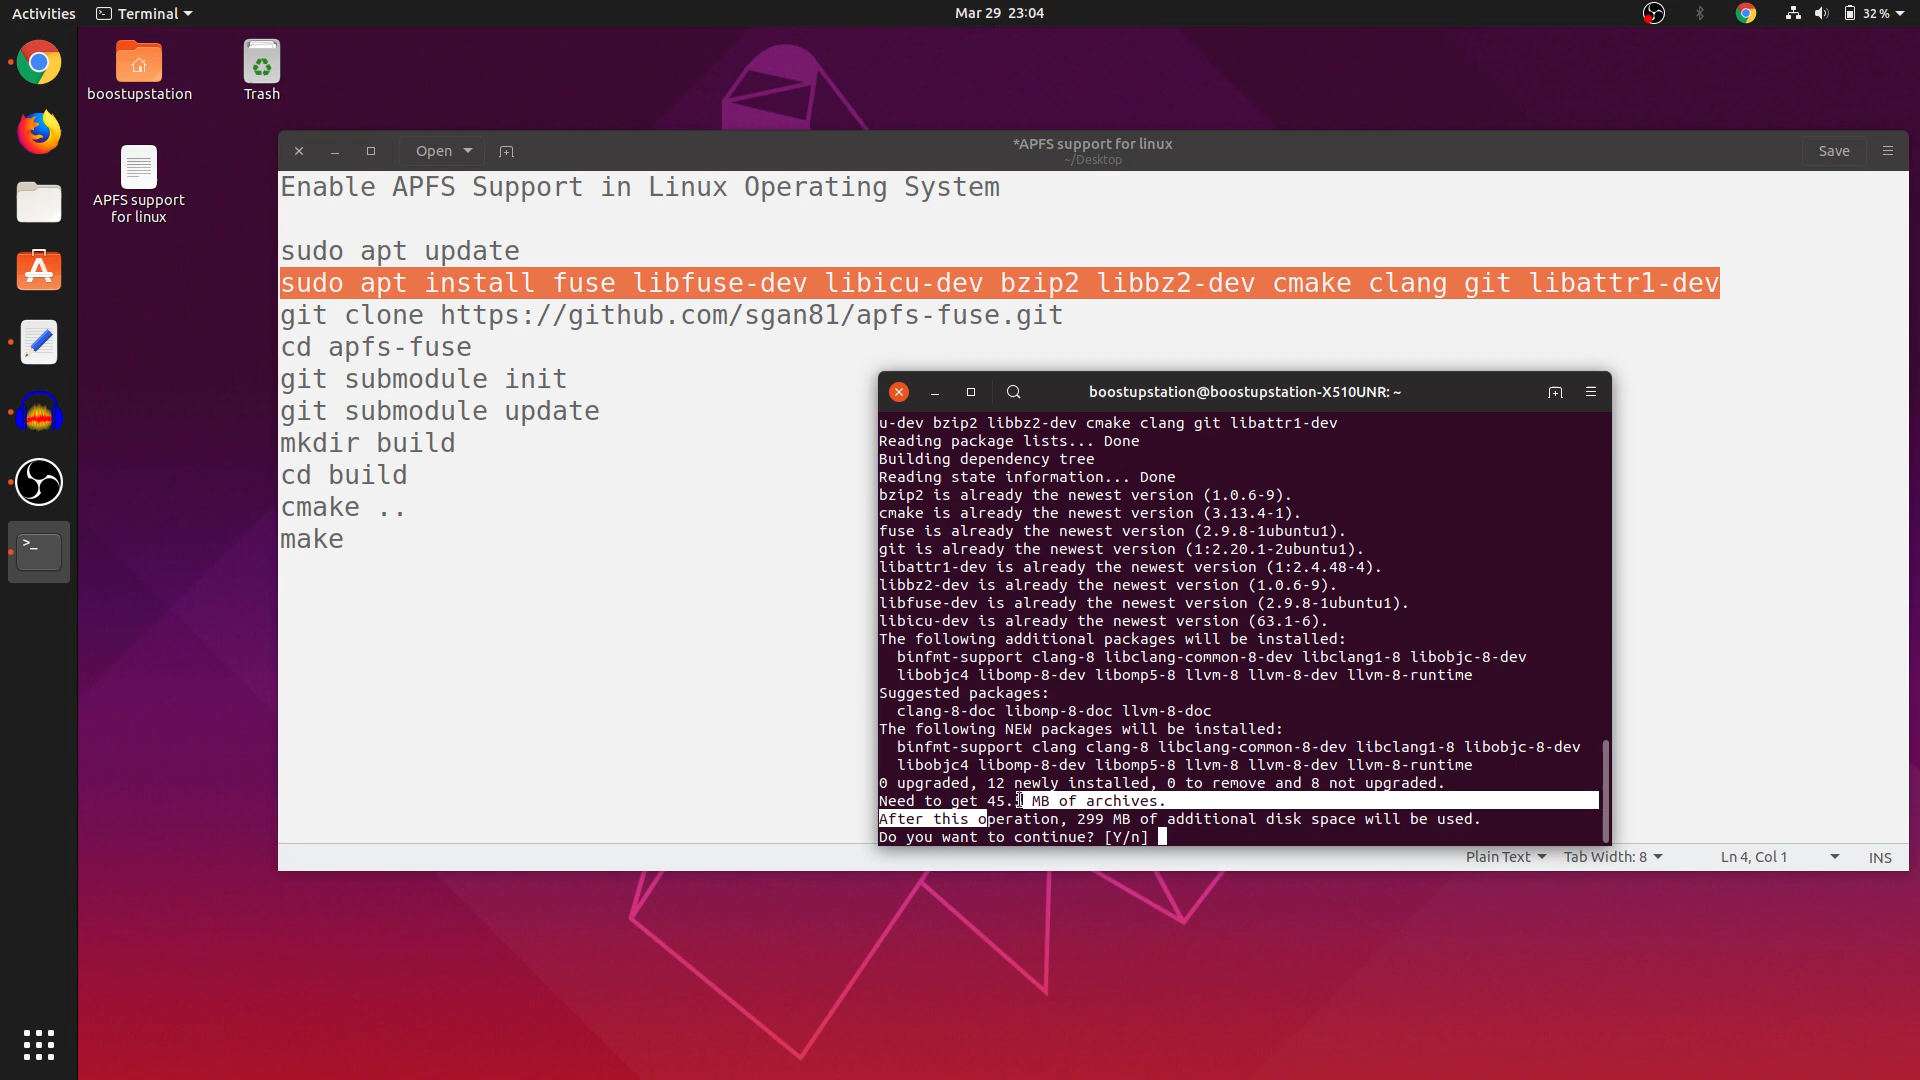 Activities
Terminal
Mar 29 23:04
32 %
boostupstation
Trash
APFS support
for linux
Open
*APFS support for linux
~/Desktop
Save
Enable APFS Support in Linux Operating System
sudo apt update
sudo apt install fuse libfuse-dev libicu-dev bzip2 libbz2-dev cmake clang git libattr1-dev
git clone https://github.com/sgan81/apfs-fuse.git
cd apfs-fuse
git submodule init
git submodule update
mkdir build
cd build
cmake ..
make
boostupstation@boostupstation-X510UNR: ~
u-dev bzip2 libbz2-dev cmake clang git libattr1-dev
Reading package lists... Done
Building dependency tree
Reading state information... Done
bzip2 is already the newest version (1.0.6-9).
cmake is already the newest version (3.13.4-1).
fuse is already the newest version (2.9.8-1ubuntu1).
git is already the newest version (1:2.20.1-2ubuntu1).
libattr1-dev is already the newest version (1:2.4.48-4).
libbz2-dev is already the newest version (1.0.6-9).
libfuse-dev is already the newest version (2.9.8-1ubuntu1).
libicu-dev is already the newest version (63.1-6).
The following additional packages will be installed:
binfmt-support clang-8 libclang-common-8-dev libclang1-8 libobjc-8-dev
libobjc4 libomp-8-dev libomp5-8 llvm-8 llvm-8-dev llvm-8-runtime
Suggested packages:
clang-8-doc libomp-8-doc llvm-8-doc
The following NEW packages will be installed:
binfmt-support clang clang-8 libclang-common-8-dev libclang1-8 libobjc-8-dev
libobjc4 libomp-8-dev libomp5-8 llvm-8 llvm-8-dev llvm-8-runtime
0 upgraded, 12 newly installed, 0 to remove and 8 not upgraded.
Need to get MB of archives.
After this operation, 299 MB of additional disk space will be used.
Do you want to continue? [Y/n]
Plain Text
Tab Width: 8
Ln 4, Col 1
INS